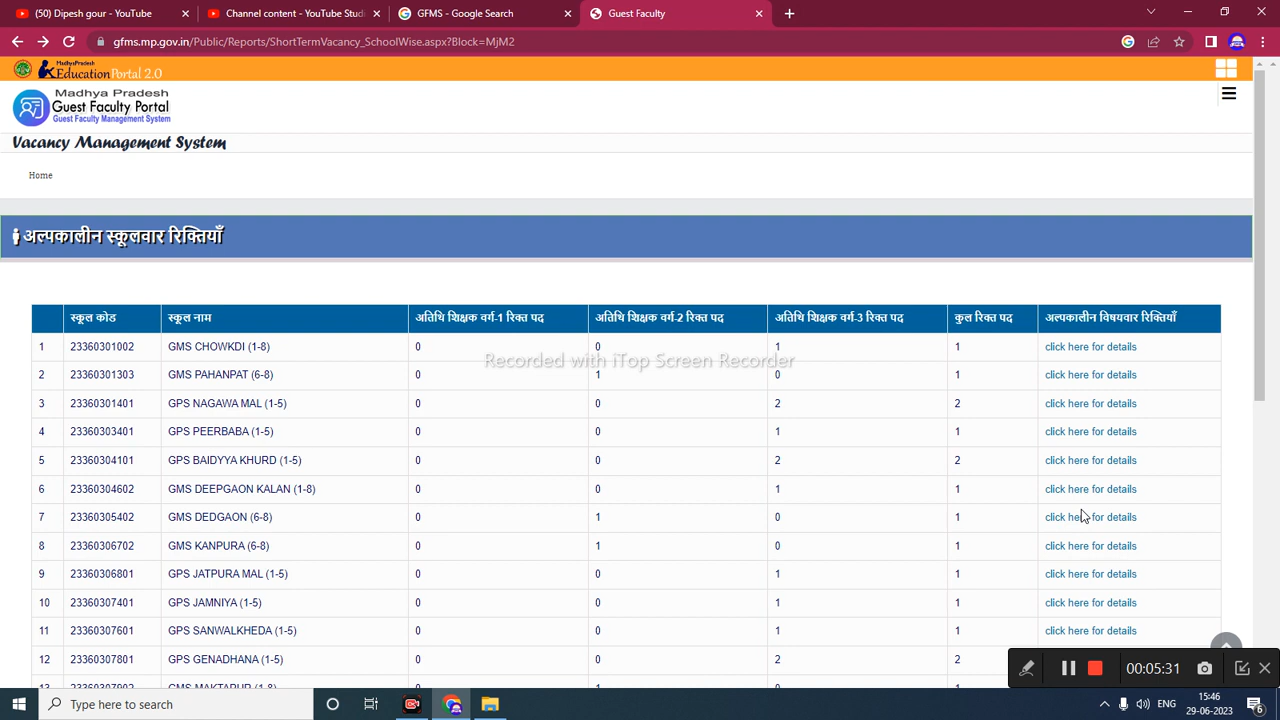 (50) Dipesh gour - YouTube
Channel content - YouTube Stud
GFMS - Google Search
Guest Faculty
gfms.mp.gov.in/Public/Reports/ShortTermVacancy_SchoolWise.aspx?Block=MjM2
MadhyaPradesh
Education Portal 2.0
Madhya Pradesh
Guest Faculty Portal
Guest Faculty Management System
Vacancy Management System
Home
अल्पकालीन स्कूलवार रिक्तियाँ
स्कूल कोड स्कूल नाम अतिथि शिक्षक वर्ग-1 रिक्त पद अतिथि शिक्षक वर्ग-2 रिक्त पद अतिथि शिक्षक वर्ग-3 रिक्त पद कुल रिक्त पद अल्पकालीन विषयवार रिक्तियाँ
1 23360301002 GMS CHOWKDI (1-8) 0 0 1 1 click here for details
Recorded with iTop Screen Recorder
2 23360301303 GMS PAHANPAT (6-8) 0 1 0 1 click here for details
3 23360301401 GPS NAGAWA MAL (1-5) 0 0 2 2 click here for details
4 23360303401 GPS PEERBABA (1-5) 0 0 1 1 click here for details
5 23360304101 GPS BAIDYYA KHURD (1-5) 0 0 2 2 click here for details
6 23360304602 GMS DEEPGAON KALAN (1-8) 0 0 1 1 click here for details
7 23360305402 GMS DEDGAON (6-8) 0 1 0 1 click here for details
8 23360306702 GMS KANPURA (6-8) 0 1 0 1 click here for details
9 23360306801 GPS JATPURA MAL (1-5) 0 0 1 1 click here for details
10 23360307401 GPS JAMNIYA (1-5) 0 0 1 1 click here for details
11 23360307601 GPS SANWALKHEDA (1-5) 0 0 1 1 click here for details
12 23360307801 GPS GENADHANA (1-5) 0 0 2 2
13 23360307902 GMS MAKTAPUR (1-8) 0 1
00:05:31
Type here to search
ENG
15:46
29-06-2023
6